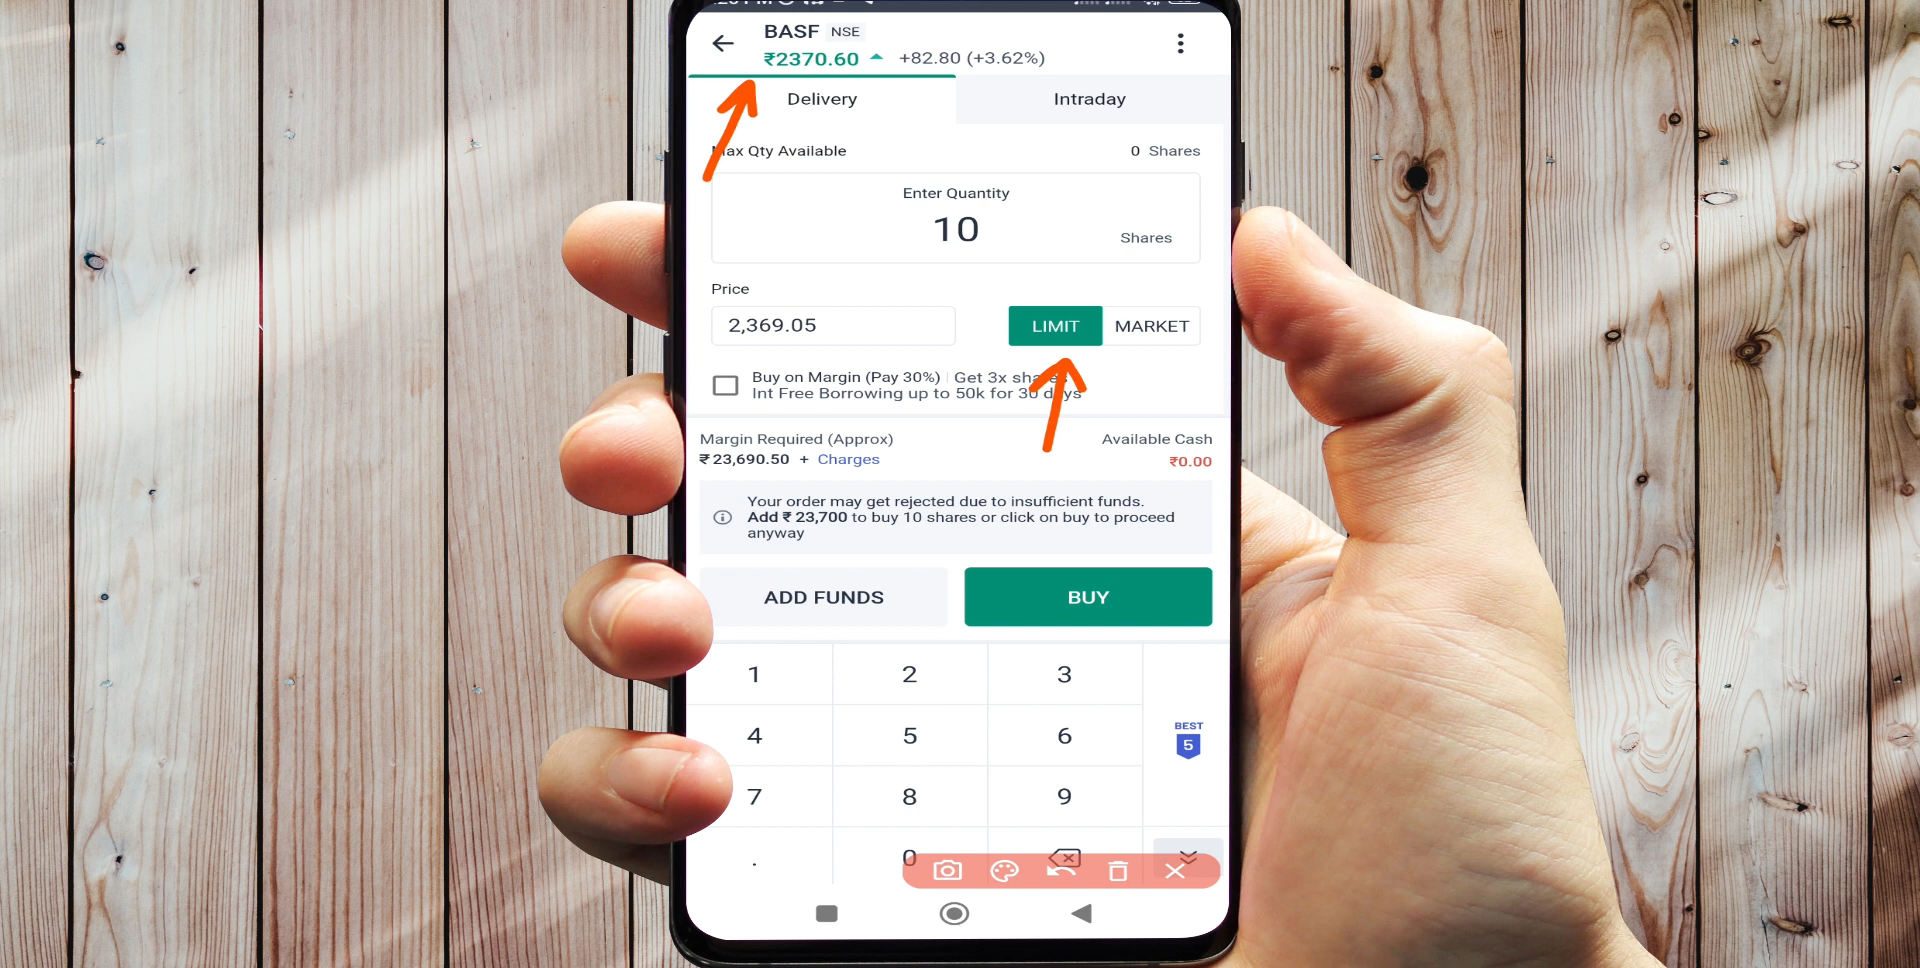 BASF NSE
₹2370.60 +82.80 (+3.62%)
Delivery Intraday
Max Qty Available 0 Shares
Enter Quantity
10
Shares
Price
2,369.05 LIMIT MARKET
Buy on Margin (Pay 30%) | Get 3x shares
Int Free Borrowing up to 50k for 30 days
Margin Required (Approx) Available Cash
₹23,690.50 + Charges ₹0.00
Your order may get rejected due to insufficient funds.
Add ₹ 23,700 to buy 10 shares or click on buy to proceed
anyway
ADD FUNDS BUY
1 2 3
BEST
4 5 6 5
7 8 9
. 0